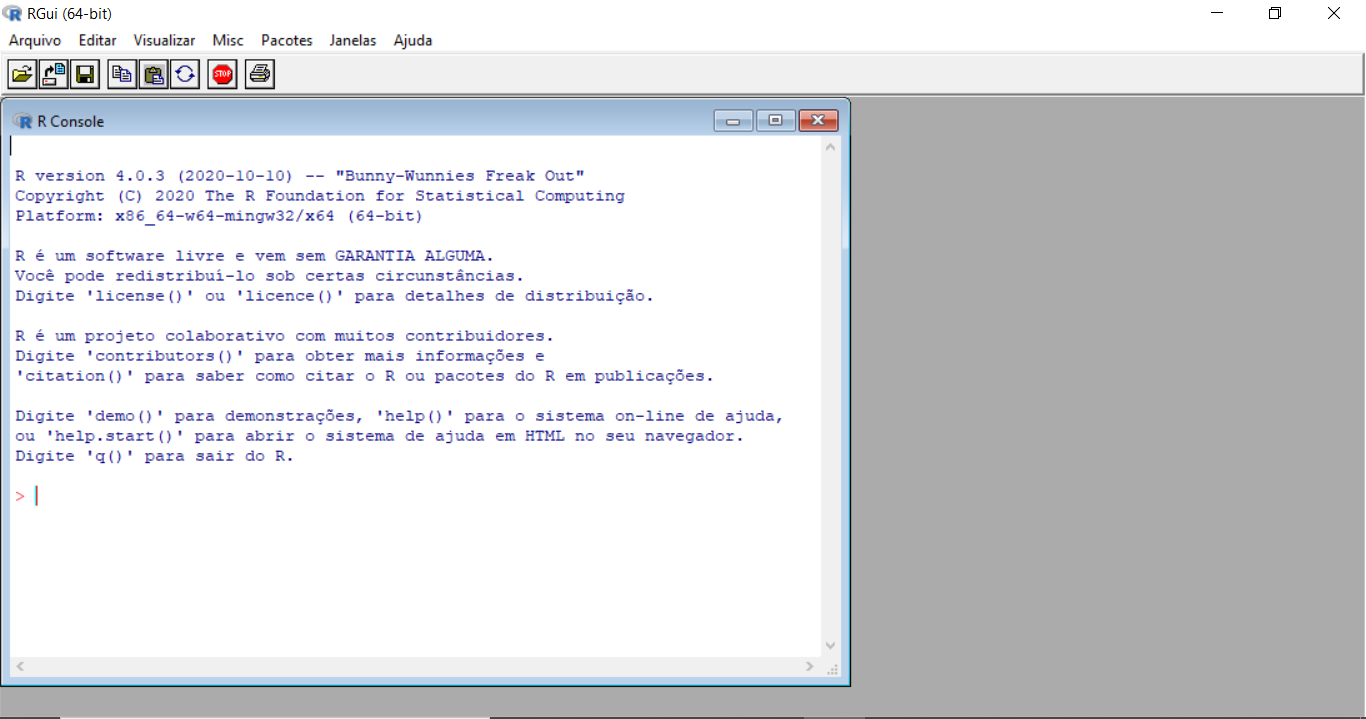 RGui (64-bit)
Arquivo Editar Visualizar Misc Pacotes Janelas Ajuda
STOP
R Console
R version 4.0.3 (2020-10-10) -- "Bunny-Wunnies Freak Out"
Copyright (C) 2020 The R Foundation for Statistical Computing
Platform: x86_64-w64-mingw32/x64 (64-bit)
R é um software livre e vem sem GARANTIA ALGUMA.
Você pode redistribuí-lo sob certas circunstâncias.
Digite 'license()' ou 'licence()' para detalhes de distribuição.
R é um projeto colaborativo com muitos contribuidores.
Digite 'contributors()' para obter mais informações e
'citation()' para saber como citar o R ou pacotes do R em publicações.
Digite 'demo()' para demonstrações, 'help()' para o sistema on-line de ajuda,
ou 'help.start()' para abrir o sistema de ajuda em HTML no seu navegador.
Digite 'q()' para sair do R.
>